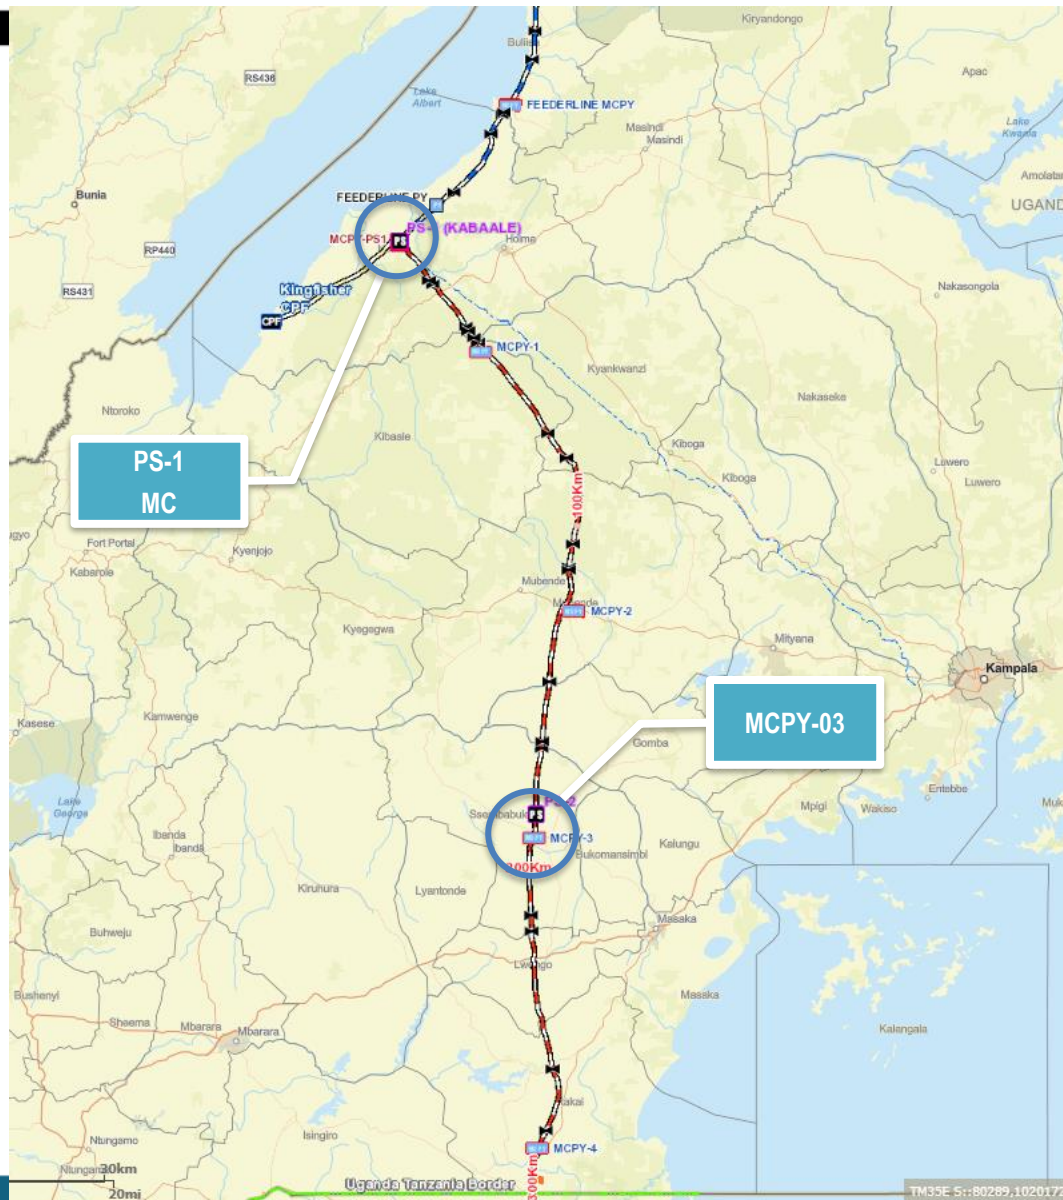 Kiryandongo
RS436
Lake
Albert
Apac
FEEDERLINE MCPY
Masindi
Masindi
Lake
Kwania
Bunia
Amolatar
UGAND
FEEDERLINE PY
MCPY-PS1
(KABAALE)
Hoima
RP440
Kingfisher
CPF
CPF
RS431
Nakasongola
MCPY-1
Kyankwanzi
Nakaseke
Ntoroko
Kibaale
Kiboga
Kiboga
Luwero
Luwero
PS-1
MC
100Km
Fort Portal
Kabarole
Kyenjojo
Mubende
MCPY-2
Kyegegwa
Mityana
Kampala
Kasese
Kamwenge
MCPY-03
Gomba
Entebbe
Lake
George
PS
Mpigi
Wakiso
Muk
Ibanda
Ibanda
MCPY-3
Kalungu
Bukomansimbi
200Km
Kiruhura
Lyantonde
Masaka
Buhweju
Lwengo
Masaka
Bushenyi
Sheema
Mbarara
Mbarara
Kalangala
Isingiro
MCPY-4
Ntungamo
30km
20mi
300Km
Uganda Tanzania Border